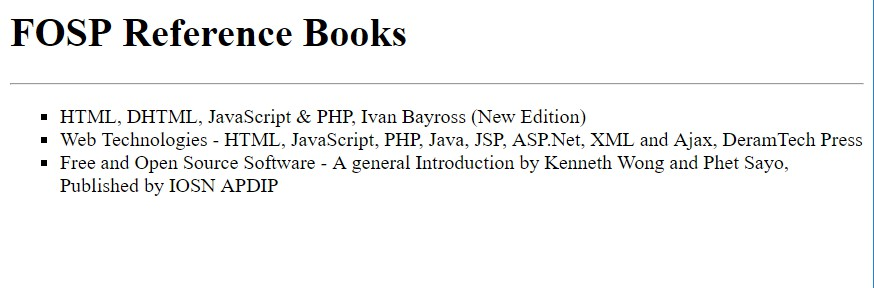 FOSP Reference Books
HTML, DHTML, JavaScript & PHP, Ivan Bayross (New Edition)
Web Technologies - HTML, JavaScript, PHP, Java, JSP, ASP.Net, XML and Ajax, DeramTech Press
Free and Open Source Software - A general Introduction by Kenneth Wong and Phet Sayo,
Published by IOSN APDIP